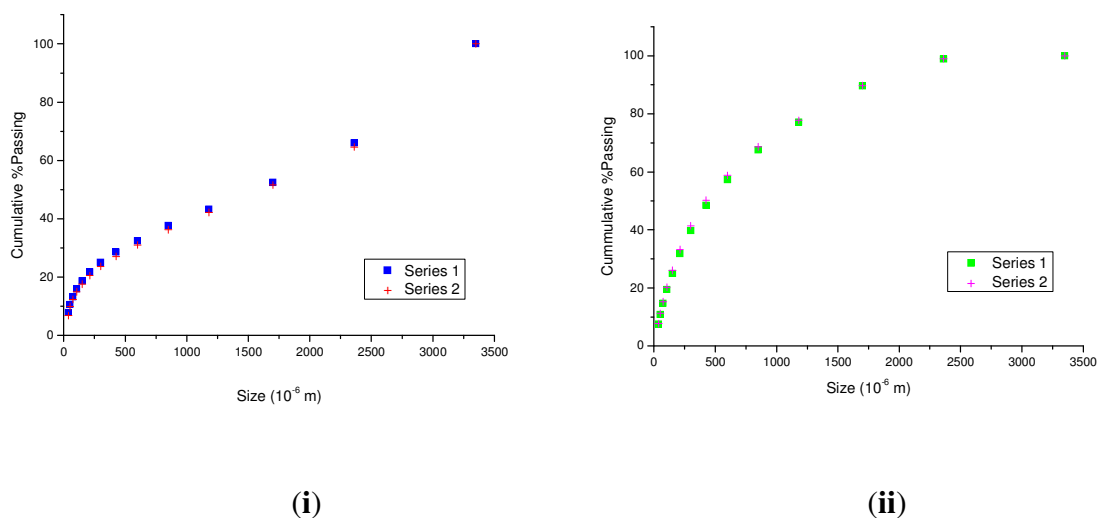 100
80
60
40
20
0
Cumulative %Passing
0 500 1000 1500 2000 2500 3000 3500
Size (10⁻⁶ m)
Series 1
Series 2
(i)
100
80
60
40
20
0
Cummulative %Passing
0 500 1000 1500 2000 2500 3000 3500
Size (10⁻⁶ m)
Series 1
Series 2
(ii)